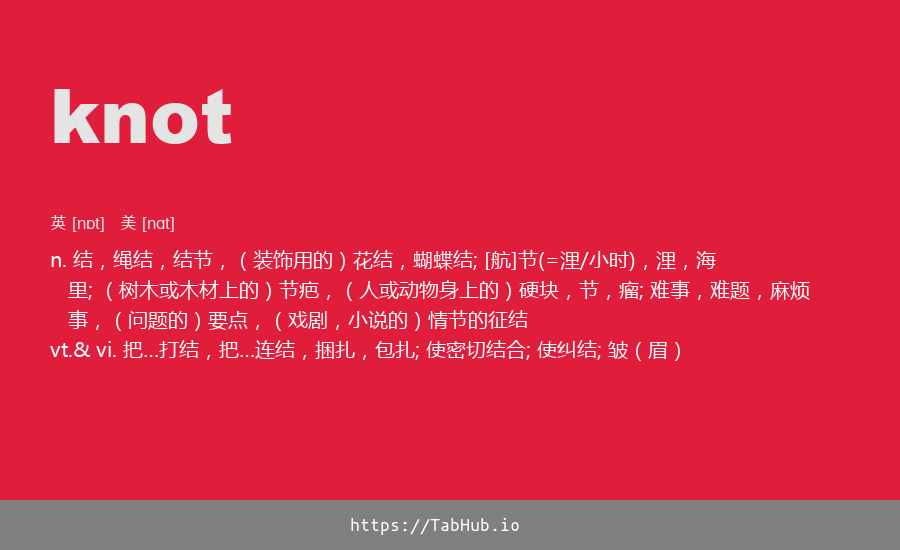 knot
英 [nɒt] 美 [nɑt]
n. 结，绳结，结节，（装饰用的）花结，蝴蝶结; [航]节(=浬/小时)，浬，海
里; （树木或木材上的）节疤，（人或动物身上的）硬块，节，瘤; 难事，难题，麻烦
事，（问题的）要点，（戏剧，小说的）情节的征结
vt.& vi. 把...打结，把...连结，捆扎，包扎; 使密切结合; 使纠结; 皱（眉）
https://TabHub.io